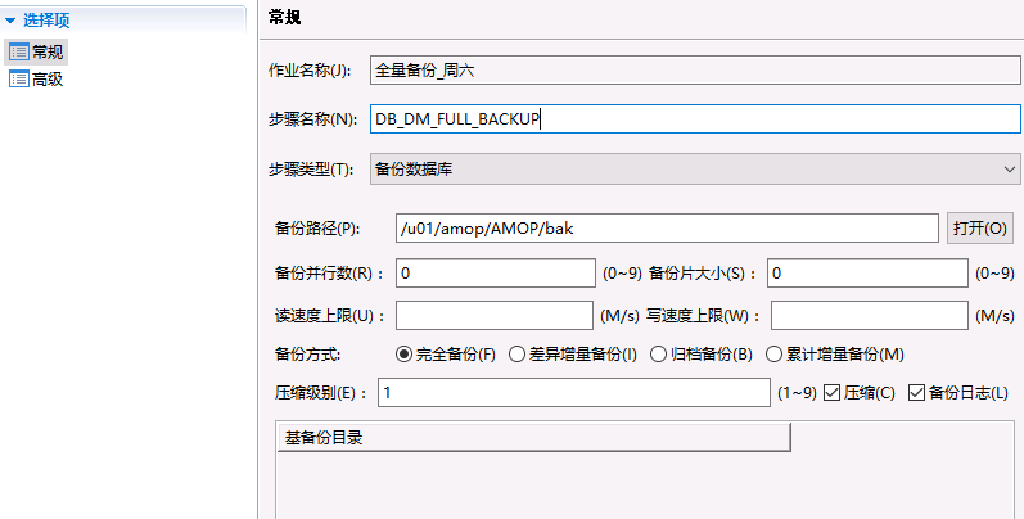 选择项
常规
高级
常规
作业名称(J): 全量备份_周六
步骤名称(N): DB_DM_FULL_BACKUP
步骤类型(T): 备份数据库
备份路径(P): /u01/amop/AMOP/bak 打开(O)
备份并行数(R)： 0 (0~9) 备份片大小(S)： 0 (0~9)
读速度上限(U)： (M/s) 写速度上限(W)： (M/s)
备份方式: 完全备份(F) 差异增量备份(I) 归档备份(B) 累计增量备份(M)
压缩级别(E)： 1 (1~9) 压缩(C) 备份日志(L)
基备份目录